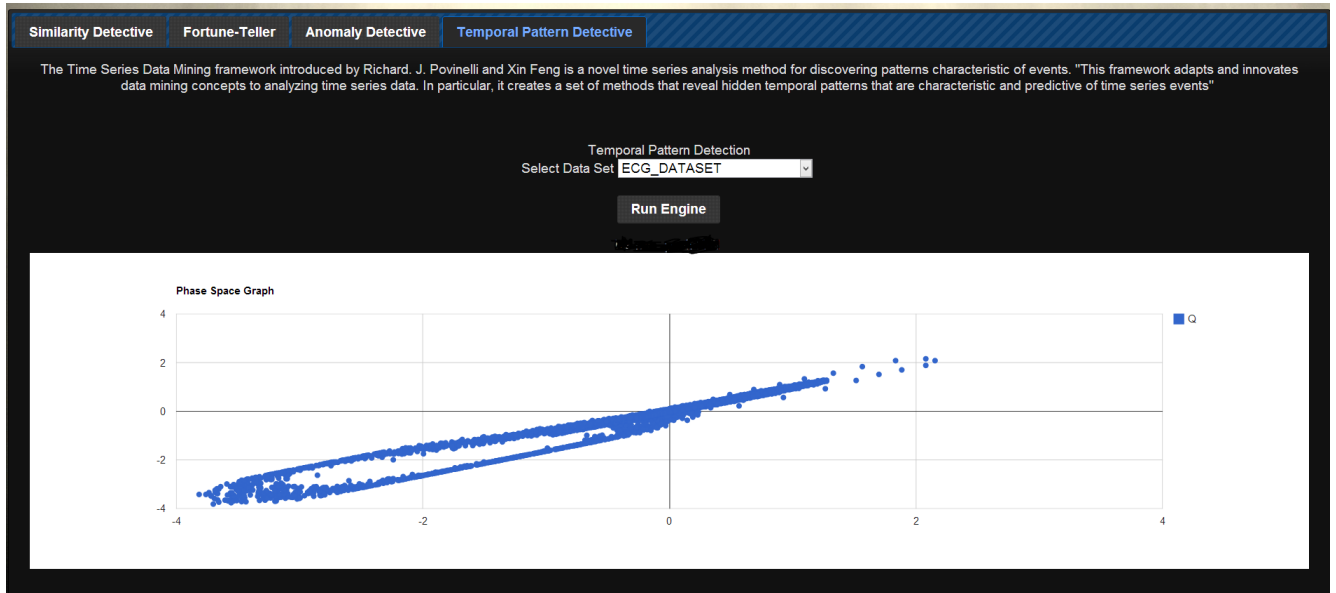 Similarity Detective Fortune-Teller Anomaly Detective Temporal Pattern Detective
The Time Series Data Mining framework introduced by Richard. J. Povinelli and Xin Feng is a novel time series analysis method for discovering patterns characteristic of events. "This framework adapts and innovates
data mining concepts to analyzing time series data. In particular, it creates a set of methods that reveal hidden temporal patterns that are characteristic and predictive of time series events"
Temporal Pattern Detection
Select Data Set ECG_DATASET
Run Engine
Phase Space Graph
4
Q
2
0
-2
-4
-4 -2 0 2 4